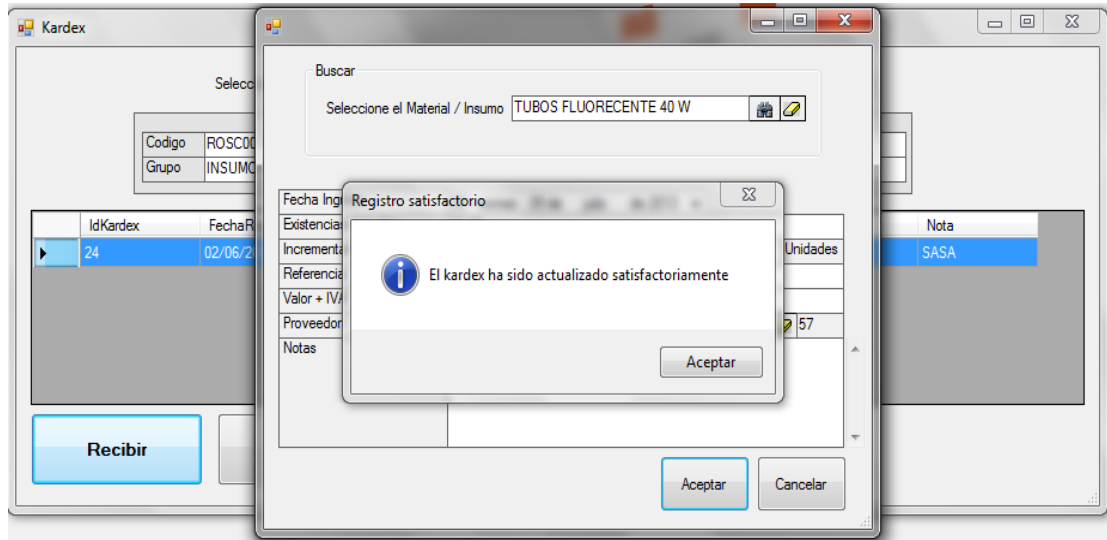 Kardex
Selecc
Codigo ROSC00
Grupo INSUMO
IdKardex FechaR Nota
24 02/06/20 SASA
Recibir
Buscar
Seleccione el Material / Insumo TUBOS FLUORECENTE 40 W
Fecha Ing
Existencia
Incrementa Unidades
Referencia
Valor + IVA
Proveedor 57
Notas
Registro satisfactorio
El kardex ha sido actualizado satisfactoriamente
Aceptar
Aceptar Cancelar